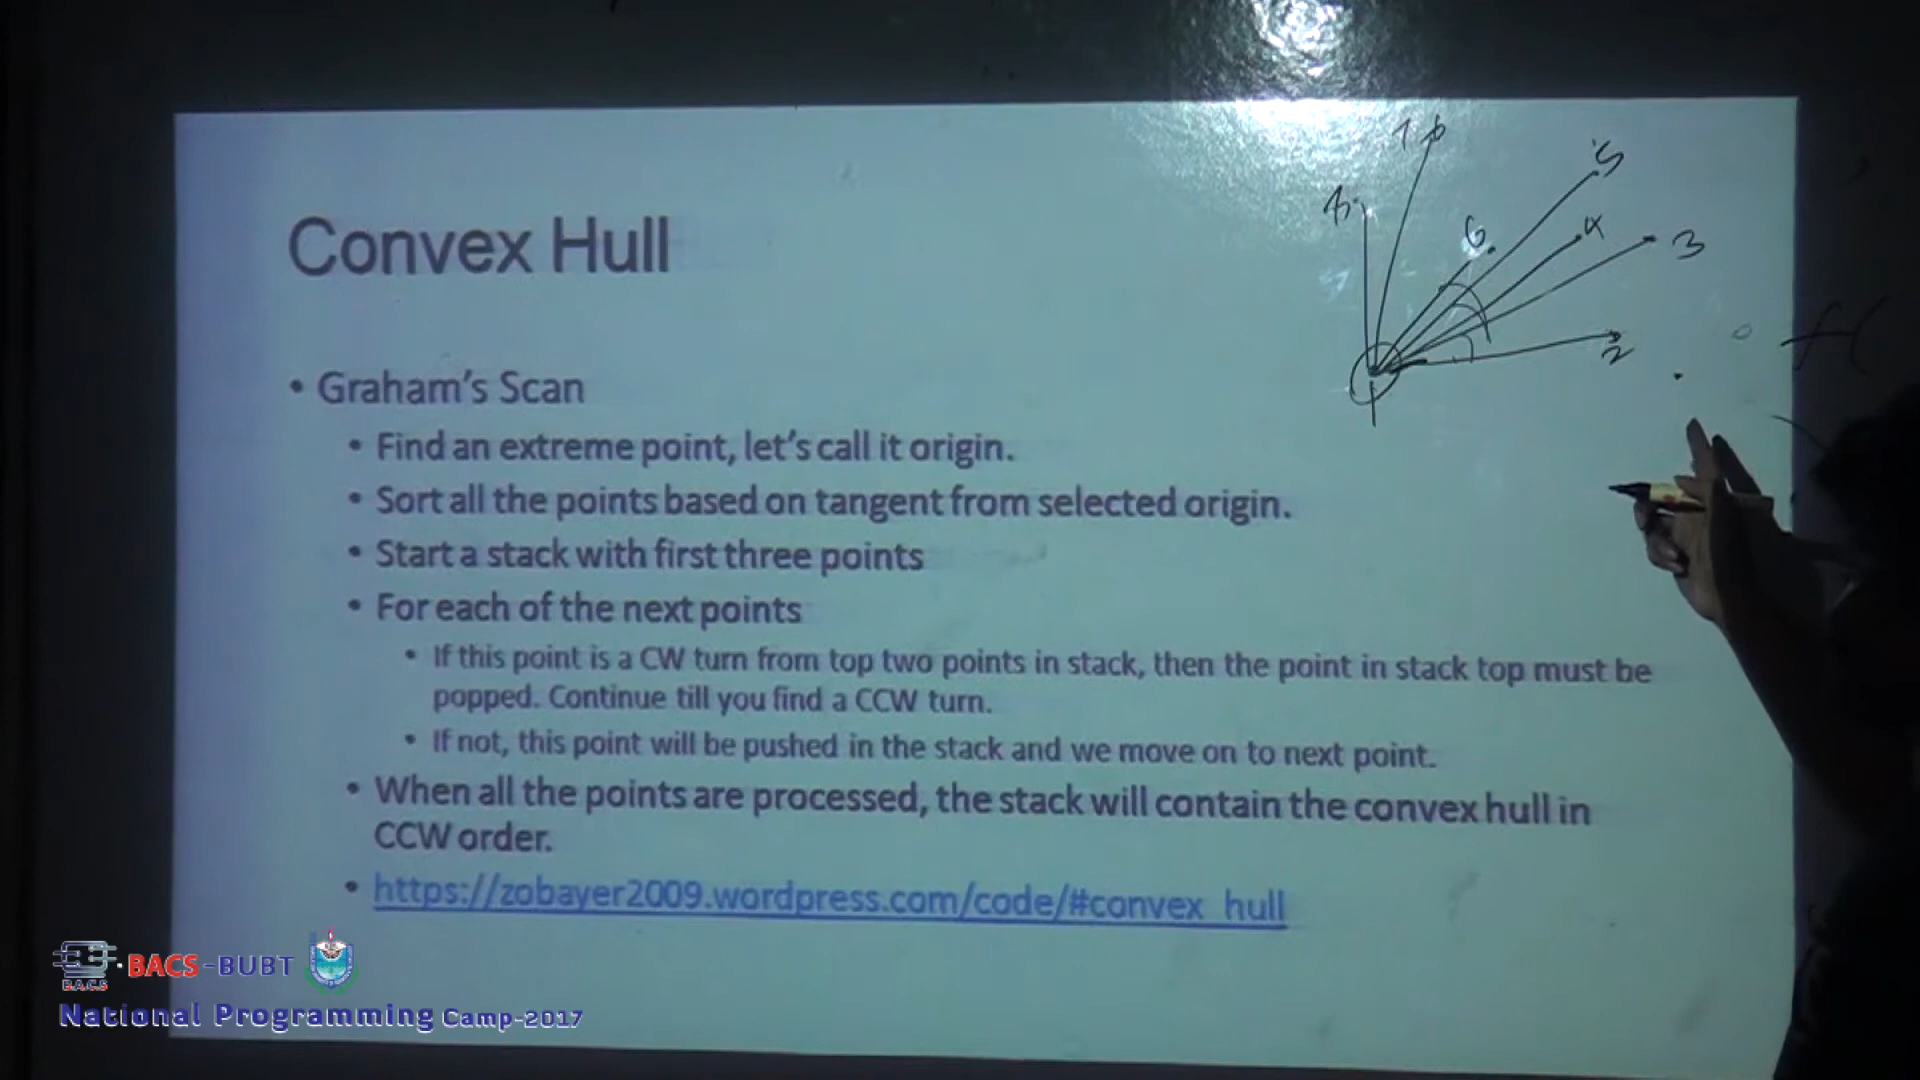 Convex Hull
• Graham's Scan
• Find an extreme point, let's call it origin.
• Sort all the points based on tangent from selected origin.
• Start a stack with first three points
• For each of the next points
• If this point is a CW turn from top two points in stack, then the point in stack top must be
popped. Continue till you find a CCW turn.
• If not, this point will be pushed in the stack and we move on to next point.
• When all the points are processed, the stack will contain the convex hull in
CCW order.
• https://zobayer2009.wordpress.com/code/#convex_hull
7
5
6
4
3
2
1
B.A.C.S
BACS-BUBT
National Programming Camp-2017